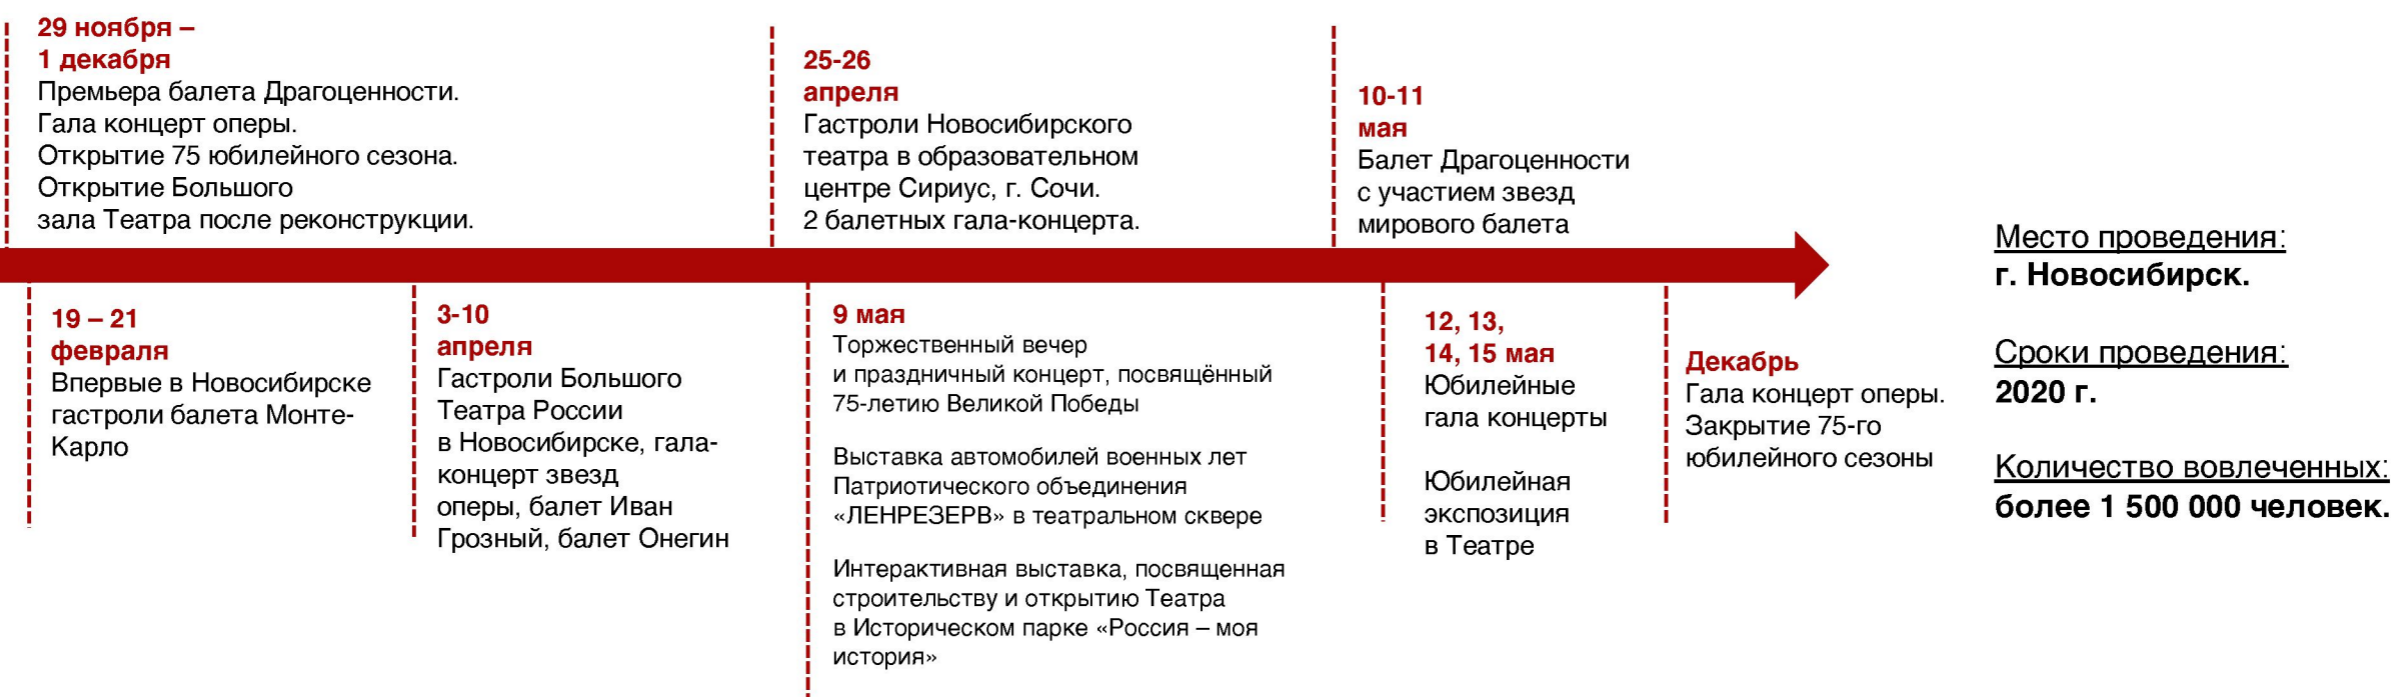 29 ноября –
1 декабря
Премьера балета Драгоценности.
Гала концерт оперы.
Открытие 75 юбилейного сезона.
Открытие Большого
зала Театра после реконструкции.
25-26
апреля
Гастроли Новосибирского
театра в образовательном
центре Сириус, г. Сочи.
2 балетных гала-концерта.
10-11
мая
Балет Драгоценности
с участием звезд
мирового балета
19 – 21
февраля
Впервые в Новосибирске
гастроли балета Монте-
Карло
3-10
апреля
Гастроли Большого
Театра России
в Новосибирске, гала-
концерт звезд
оперы, балет Иван
Грозный, балет Онегин
9 мая
Торжественный вечер
и праздничный концерт, посвящённый
75-летию Великой Победы
Выставка автомобилей военных лет
Патриотического объединения
«ЛЕНРЕЗЕРВ» в театральном сквере
Интерактивная выставка, посвященная
строительству и открытию Театра
в Историческом парке «Россия – моя
история»
12, 13,
14, 15 мая
Юбилейные
гала концерты
Юбилейная
экспозиция
в Театре
Декабрь
Гала концерт оперы.
Закрытие 75-го
юбилейного сезоны
Место проведения:
г. Новосибирск.
Сроки проведения:
2020 г.
Количество вовлеченных:
более 1 500 000 человек.